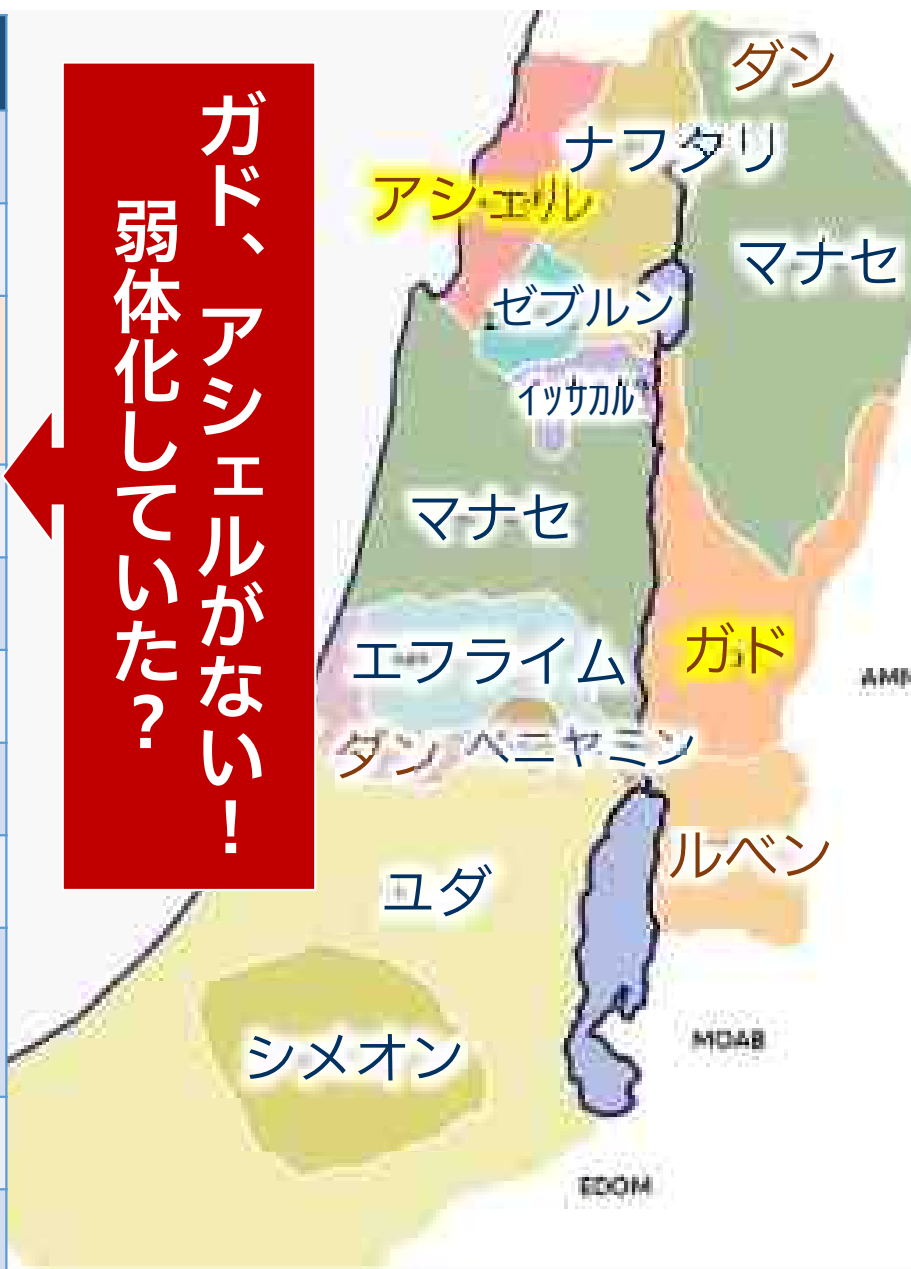 ガド、アシェルがない！
弱体化していた？
ダン
ナフタリ
アシェル
マナセ
ゼブルン
イッサカル
マナセ
エフライム
ガド
ダン
ベニヤミン
ルベン
ユダ
シメオン
MOAB
EDOM